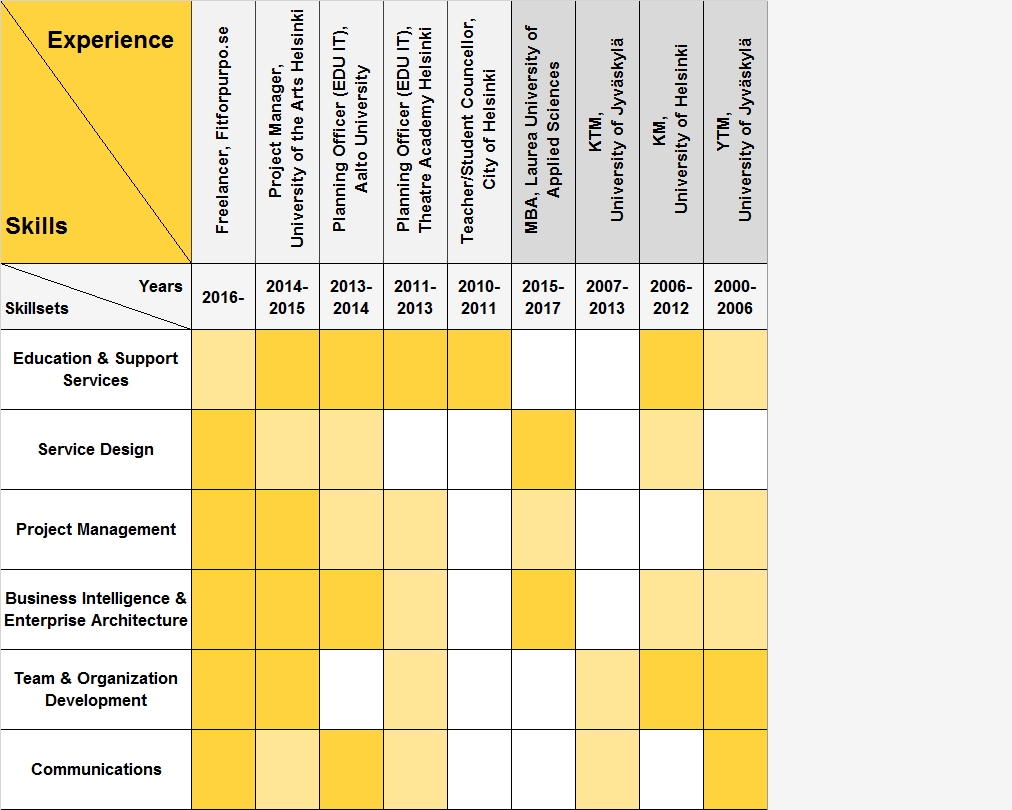 Experience
Skills
Freelancer, Fitforpurpo.se
Project Manager,
University of the Arts Helsinki
Planning Officer (EDU IT),
Aalto University
Planning Officer (EDU IT),
Theatre Academy Helsinki
Teacher/Student Councellor,
City of Helsinki
MBA, Laurea University of
Applied Sciences
KTM,
University of Jyväskylä
KM,
University of Helsinki
YTM,
University of Jyväskylä
Years
Skillsets
2016-
2014-
2015
2013-
2014
2011-
2013
2010-
2011
2015-
2017
2007-
2013
2006-
2012
2000-
2006
Education & Support
Services
Service Design
Project Management
Business Intelligence &
Enterprise Architecture
Team & Organization
Development
Communications